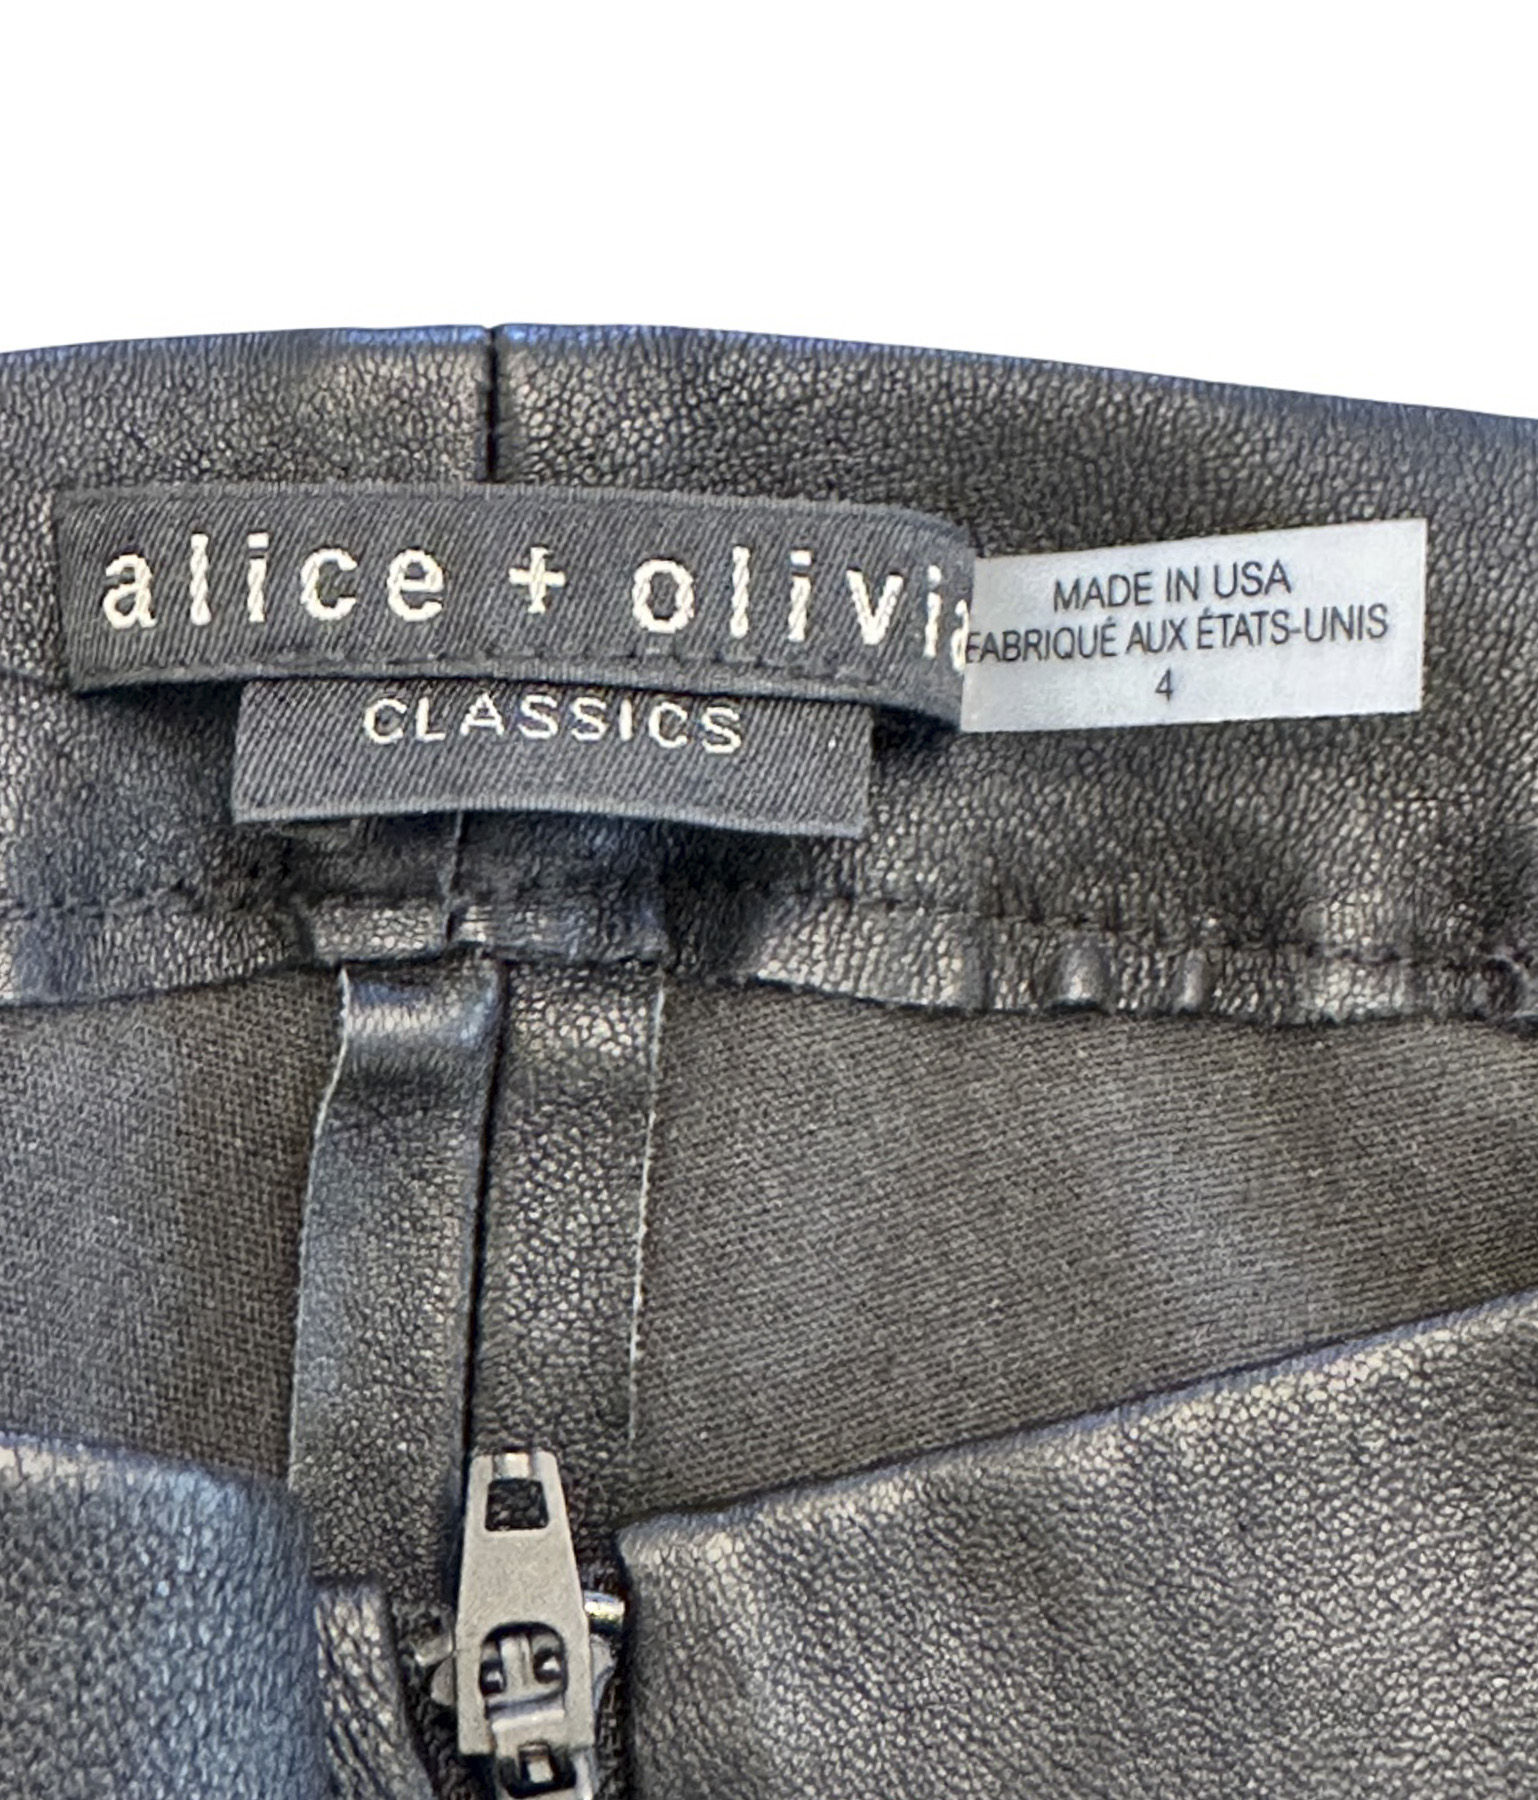 alice + olivia
CLASSICS
MADE IN USA
FABRIQUÉ AUX ÉTATS-UNIS
4